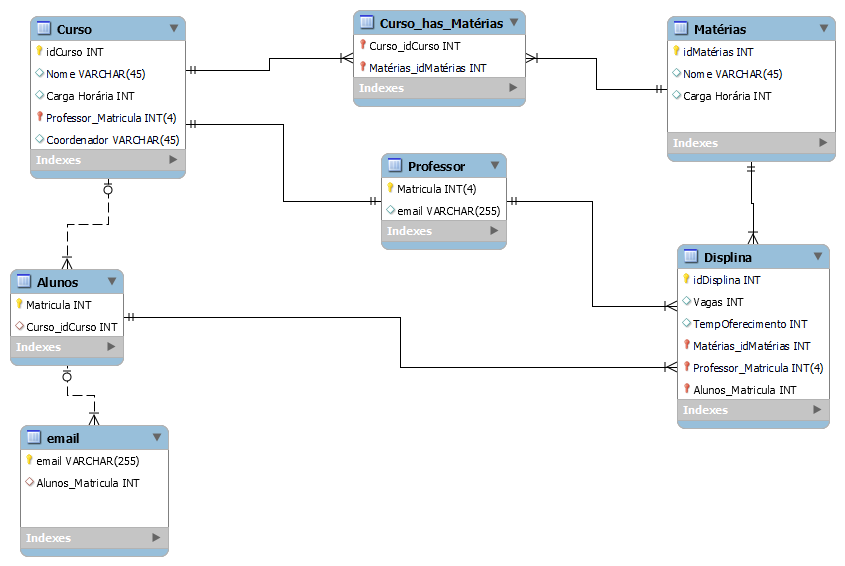 Curso
idCurso INT
Nome VARCHAR(45)
Carga Horária INT
Professor_Matricula INT(4)
Coordenador VARCHAR(45)
Indexes
Curso_has_Matérias
Curso_idCurso INT
Matérias_idMatérias INT
Indexes
Matérias
idMatérias INT
Nome VARCHAR(45)
Carga Horária INT
Indexes
Professor
Matricula INT(4)
email VARCHAR(255)
Indexes
Alunos
Matricula INT
Curso_idCurso INT
Indexes
Displina
idDisplina INT
Vagas INT
TempOferecimento INT
Matérias_idMatérias INT
Professor_Matricula INT(4)
Alunos_Matricula INT
Indexes
email
email VARCHAR(255)
Alunos_Matricula INT
Indexes